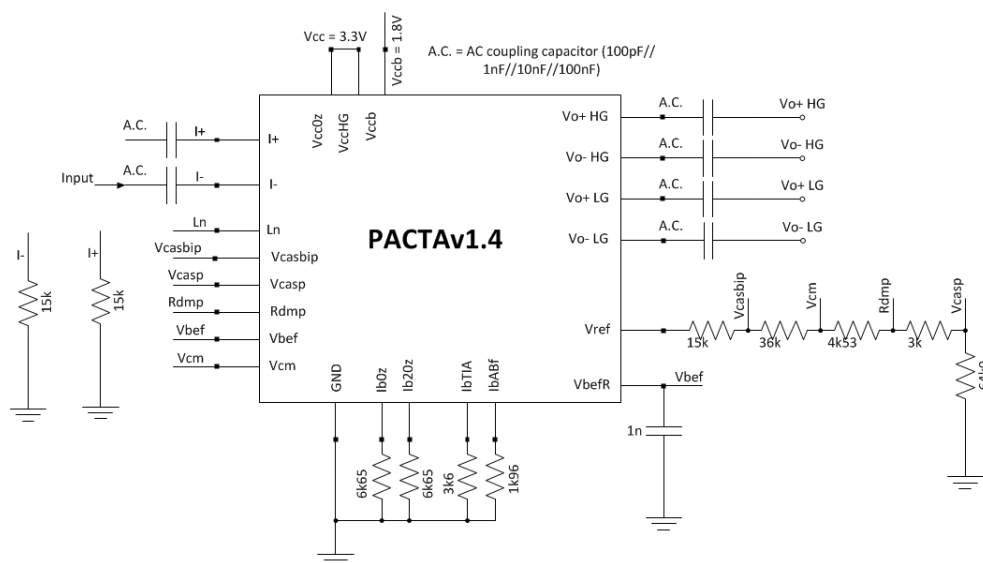 Vcc = 3.3V
Vccb = 1.8V
A.C. = AC coupling capacitor (100pF//
1nF//10nF//100nF)
A.C.
I+
I+
Vcc0z
VccHG
Vccb
Vo+ HG
A.C.
Vo+ HG
Input
A.C.
I-
I-
Vo- HG
A.C.
Vo- HG
Vo+ LG
A.C.
Vo+ LG
Ln
Ln
PACTAv1.4
Vo- LG
A.C.
Vo- LG
I-
15k
I+
15k
Vcasbip
Vcasbip
Vcasp
Vcasp
Rdmp
Rdmp
Vbef
Vbef
Vcm
Vcm
Vref
15k
Vcasbip
36k
Vcm
4k53
Rdmp
3k
Vcasp
VbefR
Vbef
1n
GND
Ib0z
Ib20z
IbTIA
IbABf
6k65
6k65
3k6
1k96